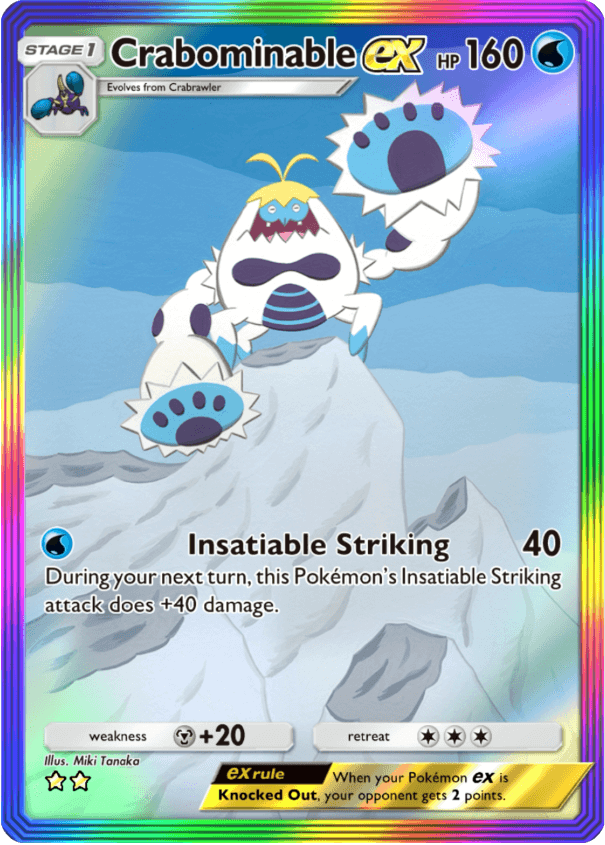 STAGE 1 Crabominable ex HP 160
Evolves from Crabrawler
Insatiable Striking 40
During your next turn, this Pokémon's Insatiable Striking
attack does +40 damage.
weakness +20 retreat
Illus. Miki Tanaka
ex rule When your Pokémon ex is
Knocked Out, your opponent gets 2 points.